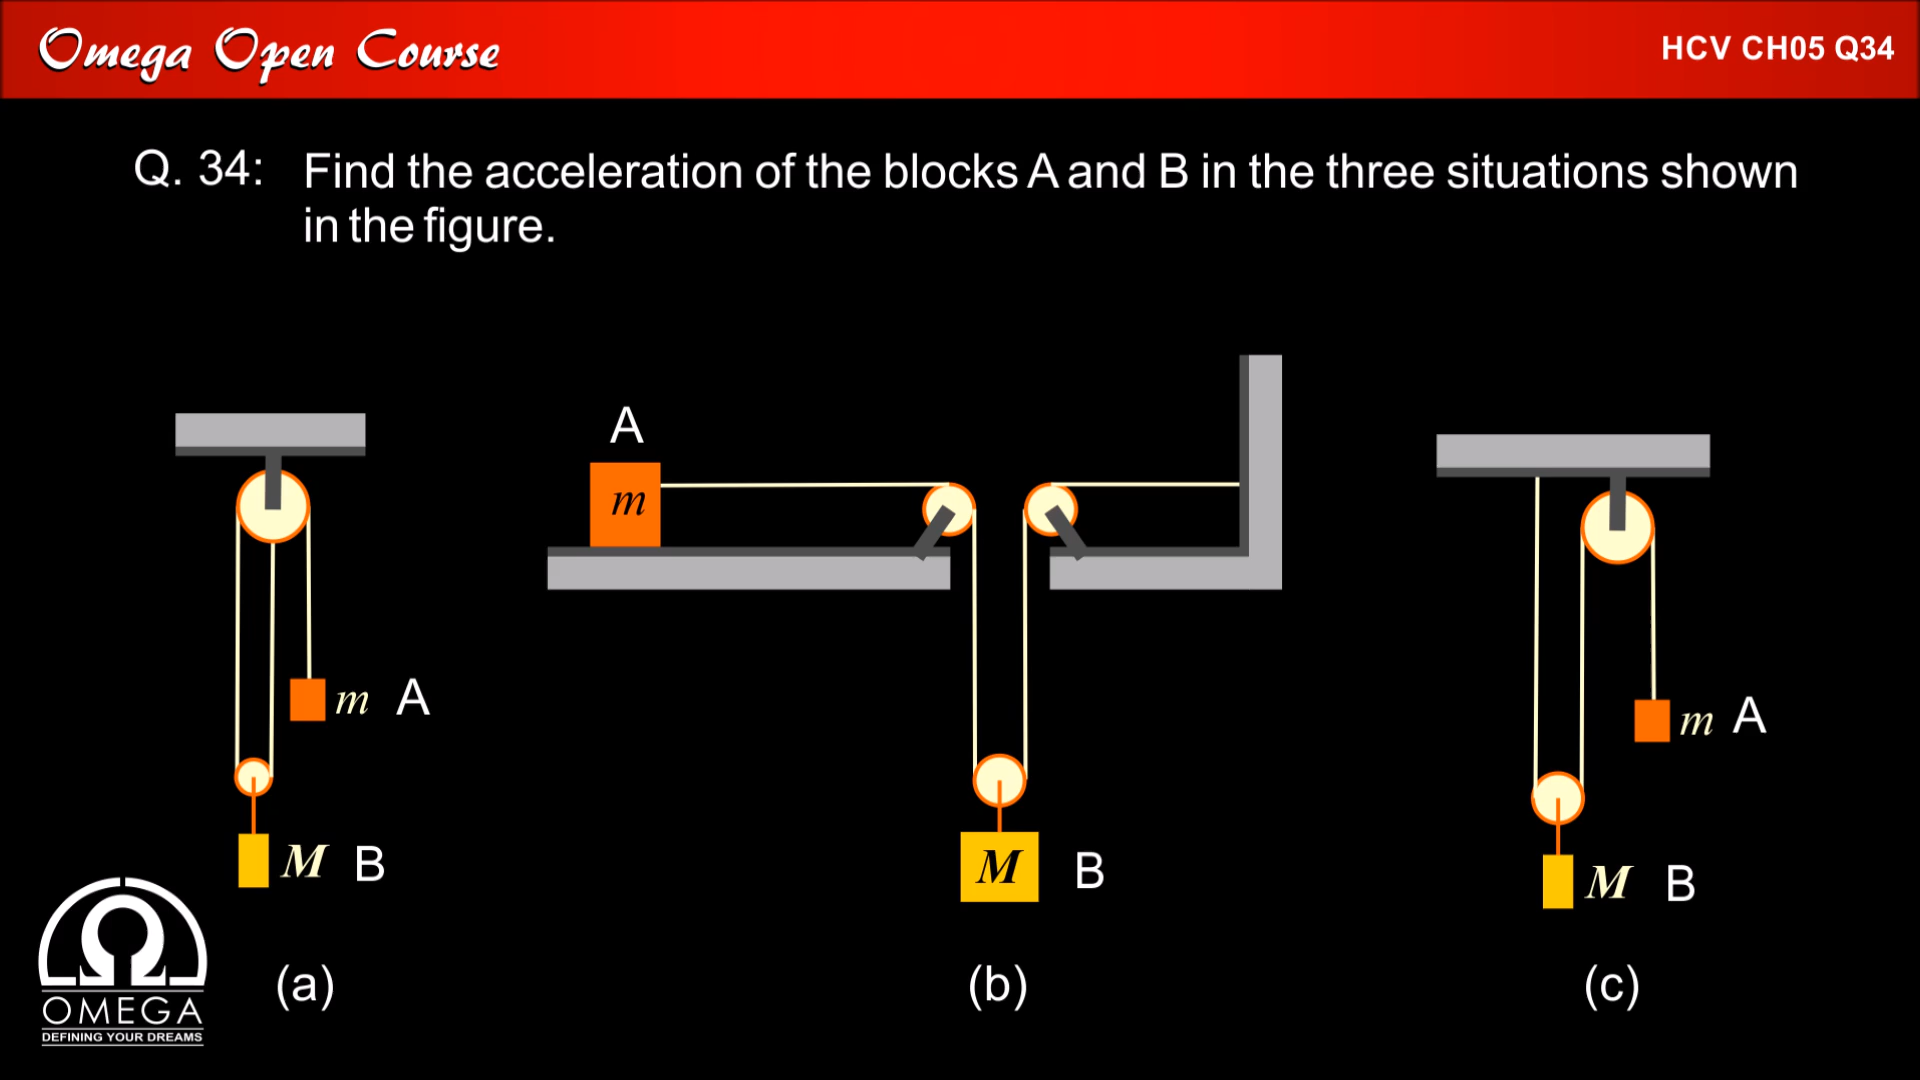 Omega Open Course
HCV CH05 Q34
Q. 34: Find the acceleration of the blocks A and B in the three situations shown
in the figure.
A
m
m A
M B
M
B
m A
M B
(a)
(b)
(c)
OMEGA
DEFINING YOUR DREAMS